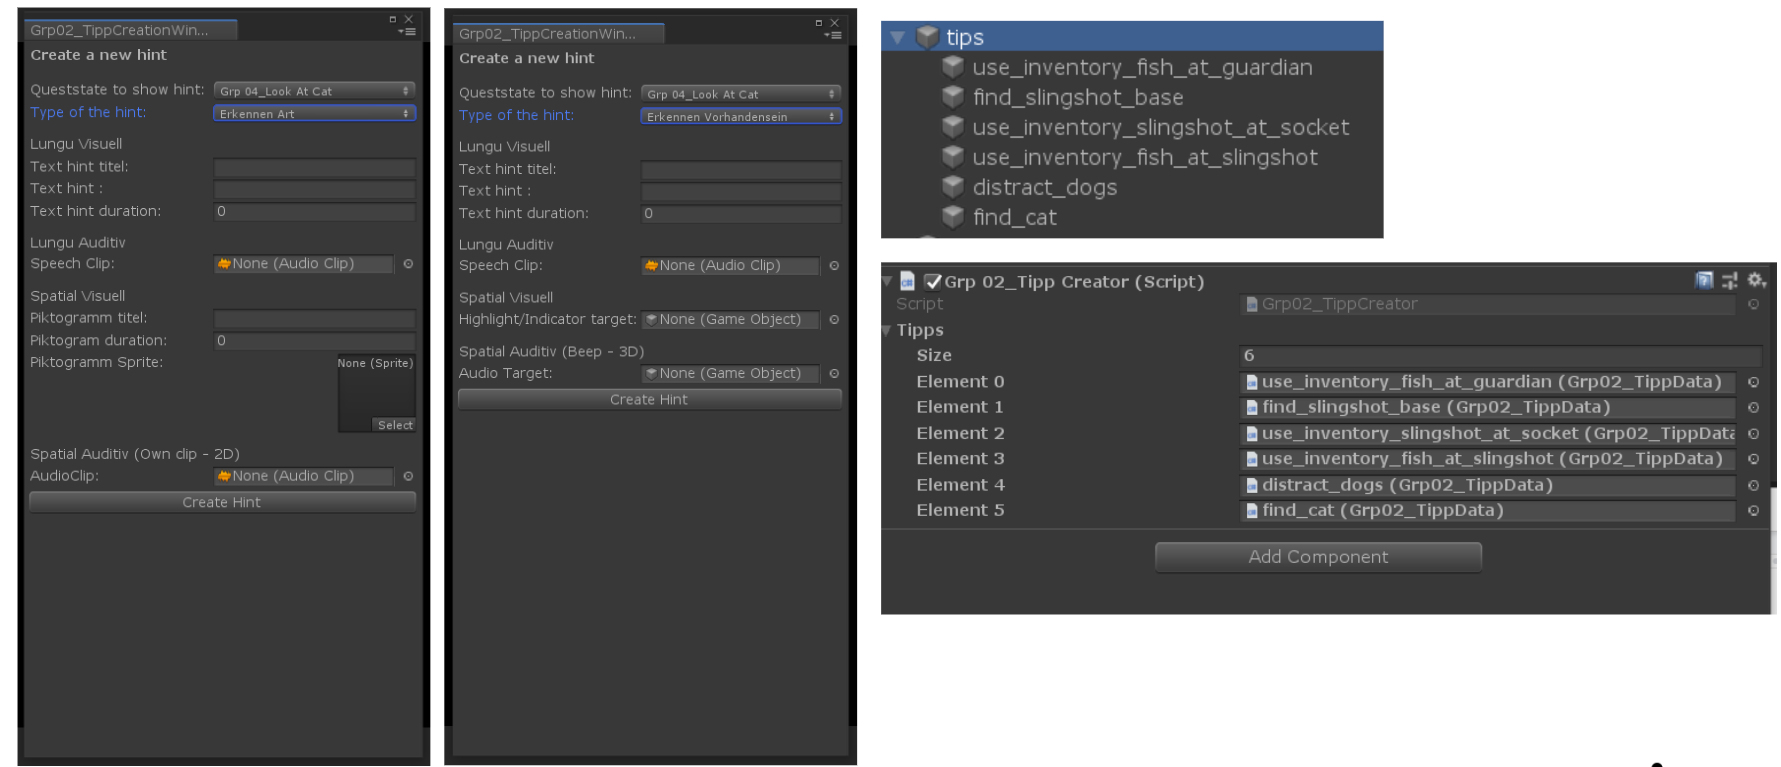 Grp02_TippCreationWin...
Create a new hint
Queststate to show hint: Grp 04_Look At Cat
Type of the hint: Erkennen Art
Lungu Visuell
Text hint titel:
Text hint :
Text hint duration: 0
Lungu Auditiv
Speech Clip: None (Audio Clip)
Spatial Visuell
Piktogramm titel:
Piktogram duration: 0
Piktogramm Sprite: None (Sprite)
Select
Spatial Auditiv (Own clip - 2D)
AudioClip: None (Audio Clip)
Create Hint
Grp02_TippCreationWin...
Create a new hint
Queststate to show hint: Grp 04_Look At Cat
Type of the hint: Erkennen Vorhandensein
Lungu Visuell
Text hint titel:
Text hint :
Text hint duration: 0
Lungu Auditiv
Speech Clip: None (Audio Clip)
Spatial Visuell
Highlight/Indicator target: None (Game Object)
Spatial Auditiv (Beep - 3D)
Audio Target: None (Game Object)
Create Hint
tips
use_inventory_fish_at_guardian
find_slingshot_base
use_inventory_slingshot_at_socket
use_inventory_fish_at_slingshot
distract_dogs
find_cat
Grp 02_Tipp Creator (Script)
Script Grp02_TippCreator
Tipps
Size 6
Element 0 use_inventory_fish_at_guardian (Grp02_TippData)
Element 1 find_slingshot_base (Grp02_TippData)
Element 2 use_inventory_slingshot_at_socket (Grp02_TippData
Element 3 use_inventory_fish_at_slingshot (Grp02_TippData)
Element 4 distract_dogs (Grp02_TippData)
Element 5 find_cat (Grp02_TippData)
Add Component